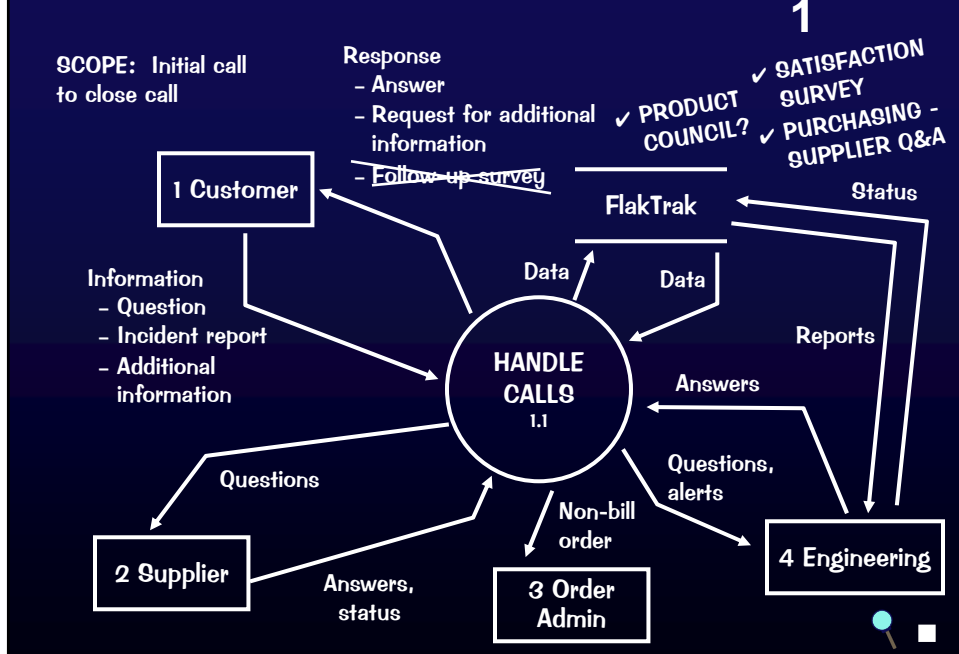 1
SCOPE: Initial call
to close call
Response
– Answer
– Request for additional
information
– Follow-up survey
✔ PRODUCT
COUNCIL?
✔ SATISFACTION
SURVEY
✔ PURCHASING -
SUPPLIER Q&A
1 Customer
FlakTrak
Status
Information
– Question
– Incident report
– Additional
information
Data
Data
Reports
HANDLE
CALLS
1.1
Answers
Questions
Questions,
alerts
Non-bill
order
2 Supplier
Answers,
status
3 Order
Admin
4 Engineering